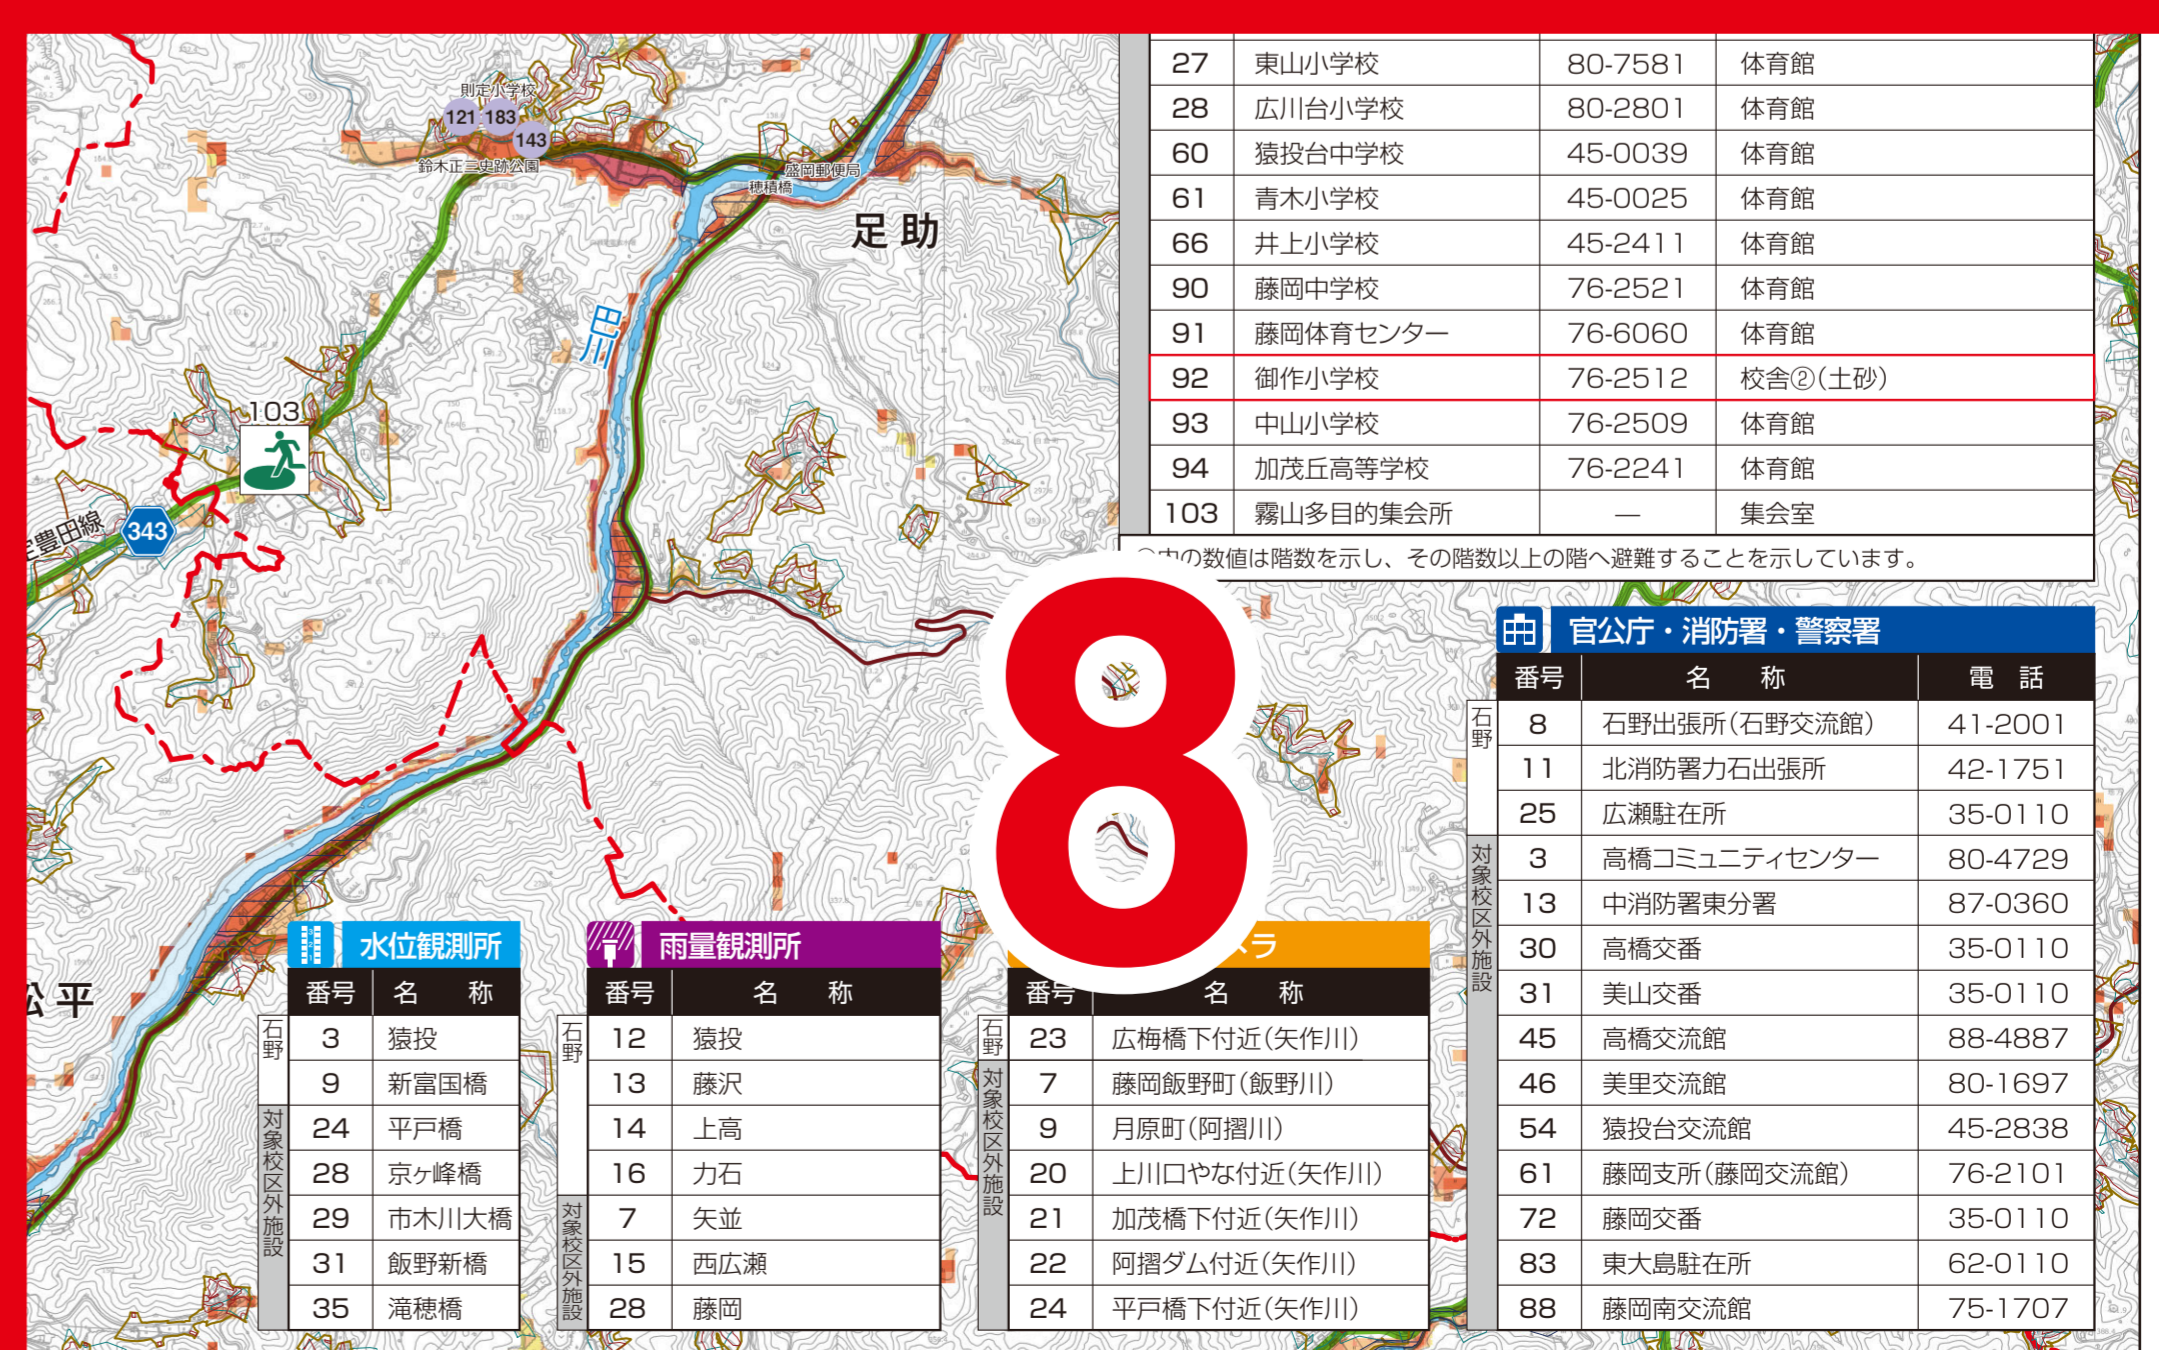 則定小学校
121 183
143
鈴木正三史跡公園
盛岡郵便局
穂積橋
足助
巴川
103
豊田線
343
平
27 東山小学校 80-7581 体育館
28 広川台小学校 80-2801 体育館
60 猿投台中学校 45-0039 体育館
61 青木小学校 45-0025 体育館
66 井上小学校 45-2411 体育館
90 藤岡中学校 76-2521 体育館
91 藤岡体育センター 76-6060 体育館
92 御作小学校 76-2512 校舎②(土砂)
93 中山小学校 76-2509 体育館
94 加茂丘高等学校 76-2241 体育館
103 霧山多目的集会所 — 集会室
内の数値は階数を示し、その階数以上の階へ避難することを示しています。
8
官公庁・消防署・警察署
番号 名 称 電 話
石野
8 石野出張所(石野交流館) 41-2001
11 北消防署力石出張所 42-1751
25 広瀬駐在所 35-0110
対象校区外施設
3 高橋コミュニティセンター 80-4729
13 中消防署東分署 87-0360
30 高橋交番 35-0110
31 美山交番 35-0110
45 高橋交流館 88-4887
46 美里交流館 80-1697
54 猿投台交流館 45-2838
61 藤岡支所(藤岡交流館) 76-2101
72 藤岡交番 35-0110
83 東大島駐在所 62-0110
88 藤岡南交流館 75-1707
水位観測所
番号 名 称
石野
3 猿投
9 新富国橋
対象校区外施設
24 平戸橋
28 京ヶ峰橋
29 市木川大橋
31 飯野新橋
35 滝穂橋
雨量観測所
番号 名 称
石野
12 猿投
13 藤沢
14 上高
16 力石
対象校区外施設
7 矢並
15 西広瀬
28 藤岡
ラ
番号 名 称
石野
23 広梅橋下付近(矢作川)
対象校区外施設
7 藤岡飯野町(飯野川)
9 月原町(阿摺川)
20 上川口やな付近(矢作川)
21 加茂橋下付近(矢作川)
22 阿摺ダム付近(矢作川)
24 平戸橋下付近(矢作川)